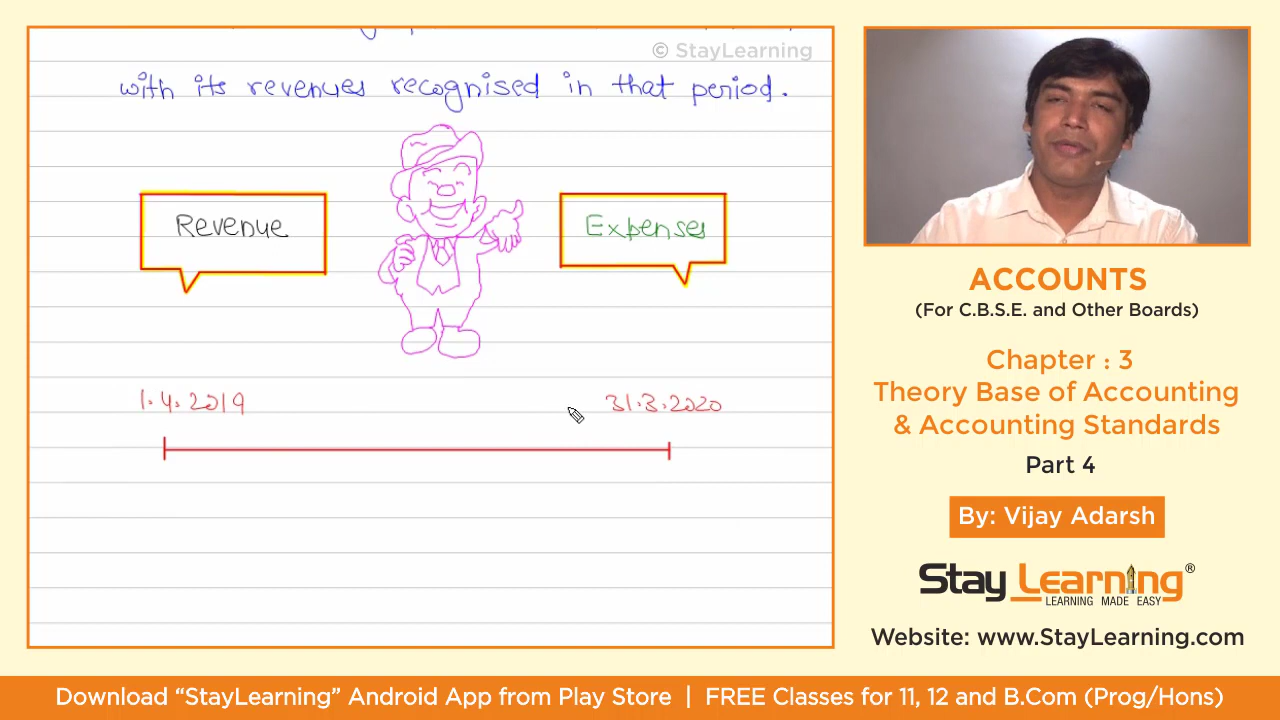 © StayLearning
with its revenues recognised in that period.
Revenue
Expenses
1.4.2019
31.3.2020
ACCOUNTS
(For C.B.S.E. and Other Boards)
Chapter : 3
Theory Base of Accounting
& Accounting Standards
Part 4
By: Vijay Adarsh
Stay Learning®
LEARNING MADE EASY
Website: www.StayLearning.com
Download “StayLearning” Android App from Play Store | FREE Classes for 11, 12 and B.Com (Prog/Hons)